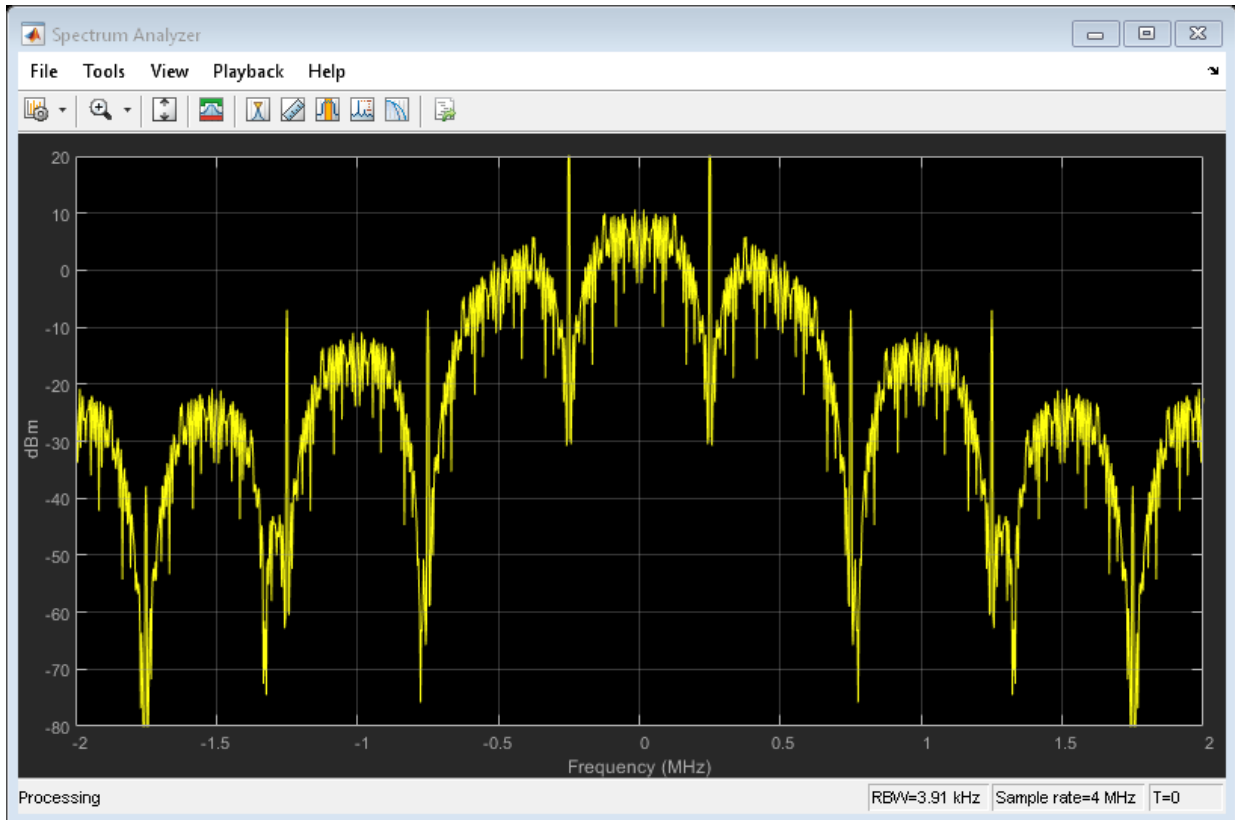 Spectrum Analyzer
File Tools View Playback Help
20
10
0
-10
-20
-30
-40
-50
-60
-70
-80
dBm
-2 -1.5 -1 -0.5 0 0.5 1 1.5 2
Frequency (MHz)
Processing RBW=3.91 kHz Sample rate=4 MHz T=0